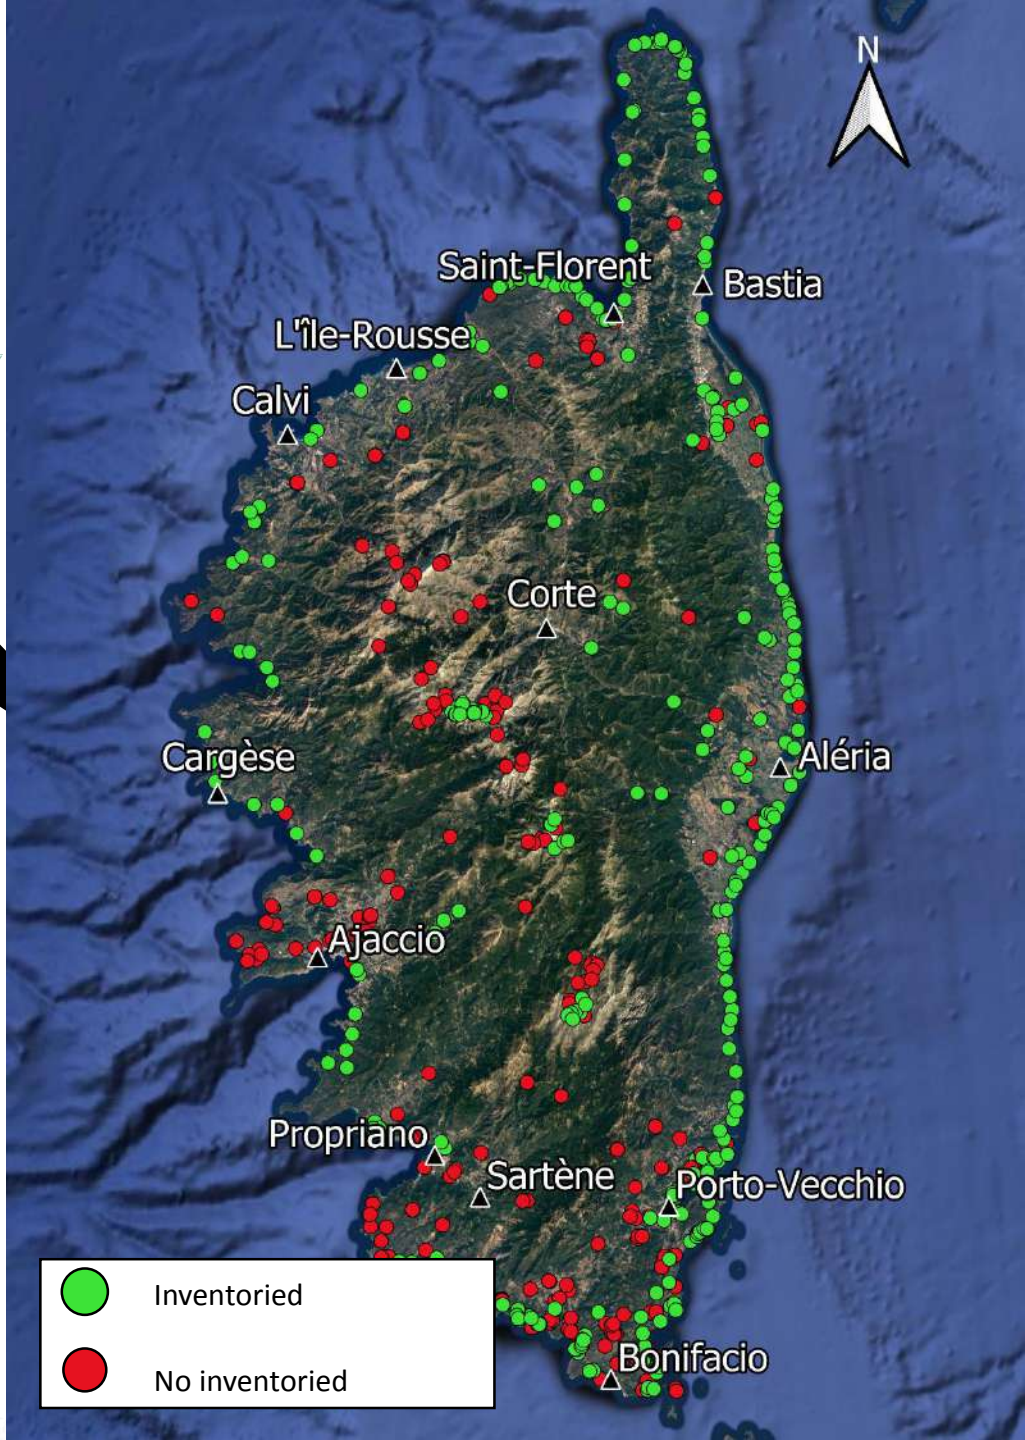 N
Saint-Florent
Bastia
L'île-Rousse
Calvi
Corte
Cargèse
Aléria
Ajaccio
Propriano
Sartène
Porto-Vecchio
Bonifacio
Inventoried
No inventoried